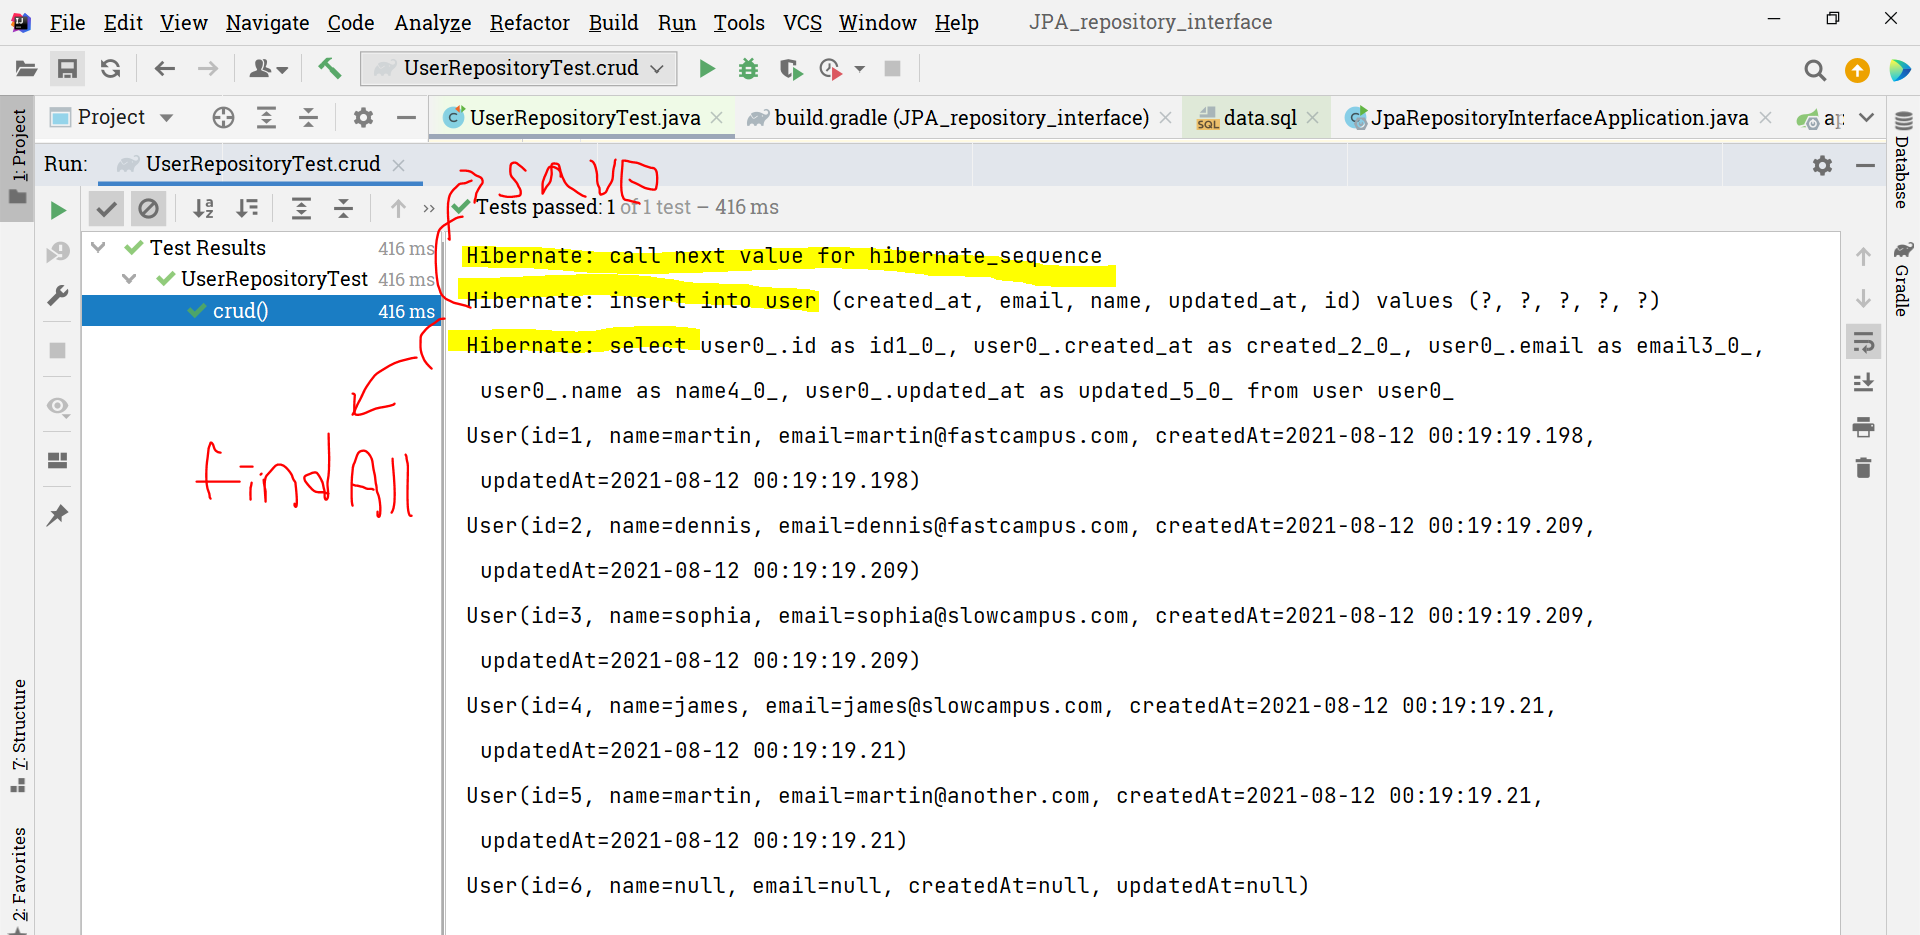 File Edit View Navigate Code Analyze Refactor Build Run Tools VCS Window Help JPA_repository_interface
UserRepositoryTest.crud
Project UserRepositoryTest.java build.gradle (JPA_repository_interface) data.sql JpaRepositoryInterfaceApplication.java
1: Project
Database
Run: UserRepositoryTest.crud
SAVE
Tests passed: 1 of 1 test – 416 ms
Test Results 416 ms
UserRepositoryTest 416 ms
crud() 416 ms
Gradle
Hibernate: call next value for hibernate_sequence
Hibernate: insert into user (created_at, email, name, updated_at, id) values (?, ?, ?, ?, ?)
Hibernate: select user0_.id as id1_0_, user0_.created_at as created_2_0_, user0_.email as email3_0_,
user0_.name as name4_0_, user0_.updated_at as updated_5_0_ from user user0_
findAll
User(id=1, name=martin, email=martin@fastcampus.com, createdAt=2021-08-12 00:19:19.198,
updatedAt=2021-08-12 00:19:19.198)
User(id=2, name=dennis, email=dennis@fastcampus.com, createdAt=2021-08-12 00:19:19.209,
updatedAt=2021-08-12 00:19:19.209)
User(id=3, name=sophia, email=sophia@slowcampus.com, createdAt=2021-08-12 00:19:19.209,
updatedAt=2021-08-12 00:19:19.209)
User(id=4, name=james, email=james@slowcampus.com, createdAt=2021-08-12 00:19:19.21,
updatedAt=2021-08-12 00:19:19.21)
User(id=5, name=martin, email=martin@another.com, createdAt=2021-08-12 00:19:19.21,
updatedAt=2021-08-12 00:19:19.21)
User(id=6, name=null, email=null, createdAt=null, updatedAt=null)
7: Structure
2: Favorites